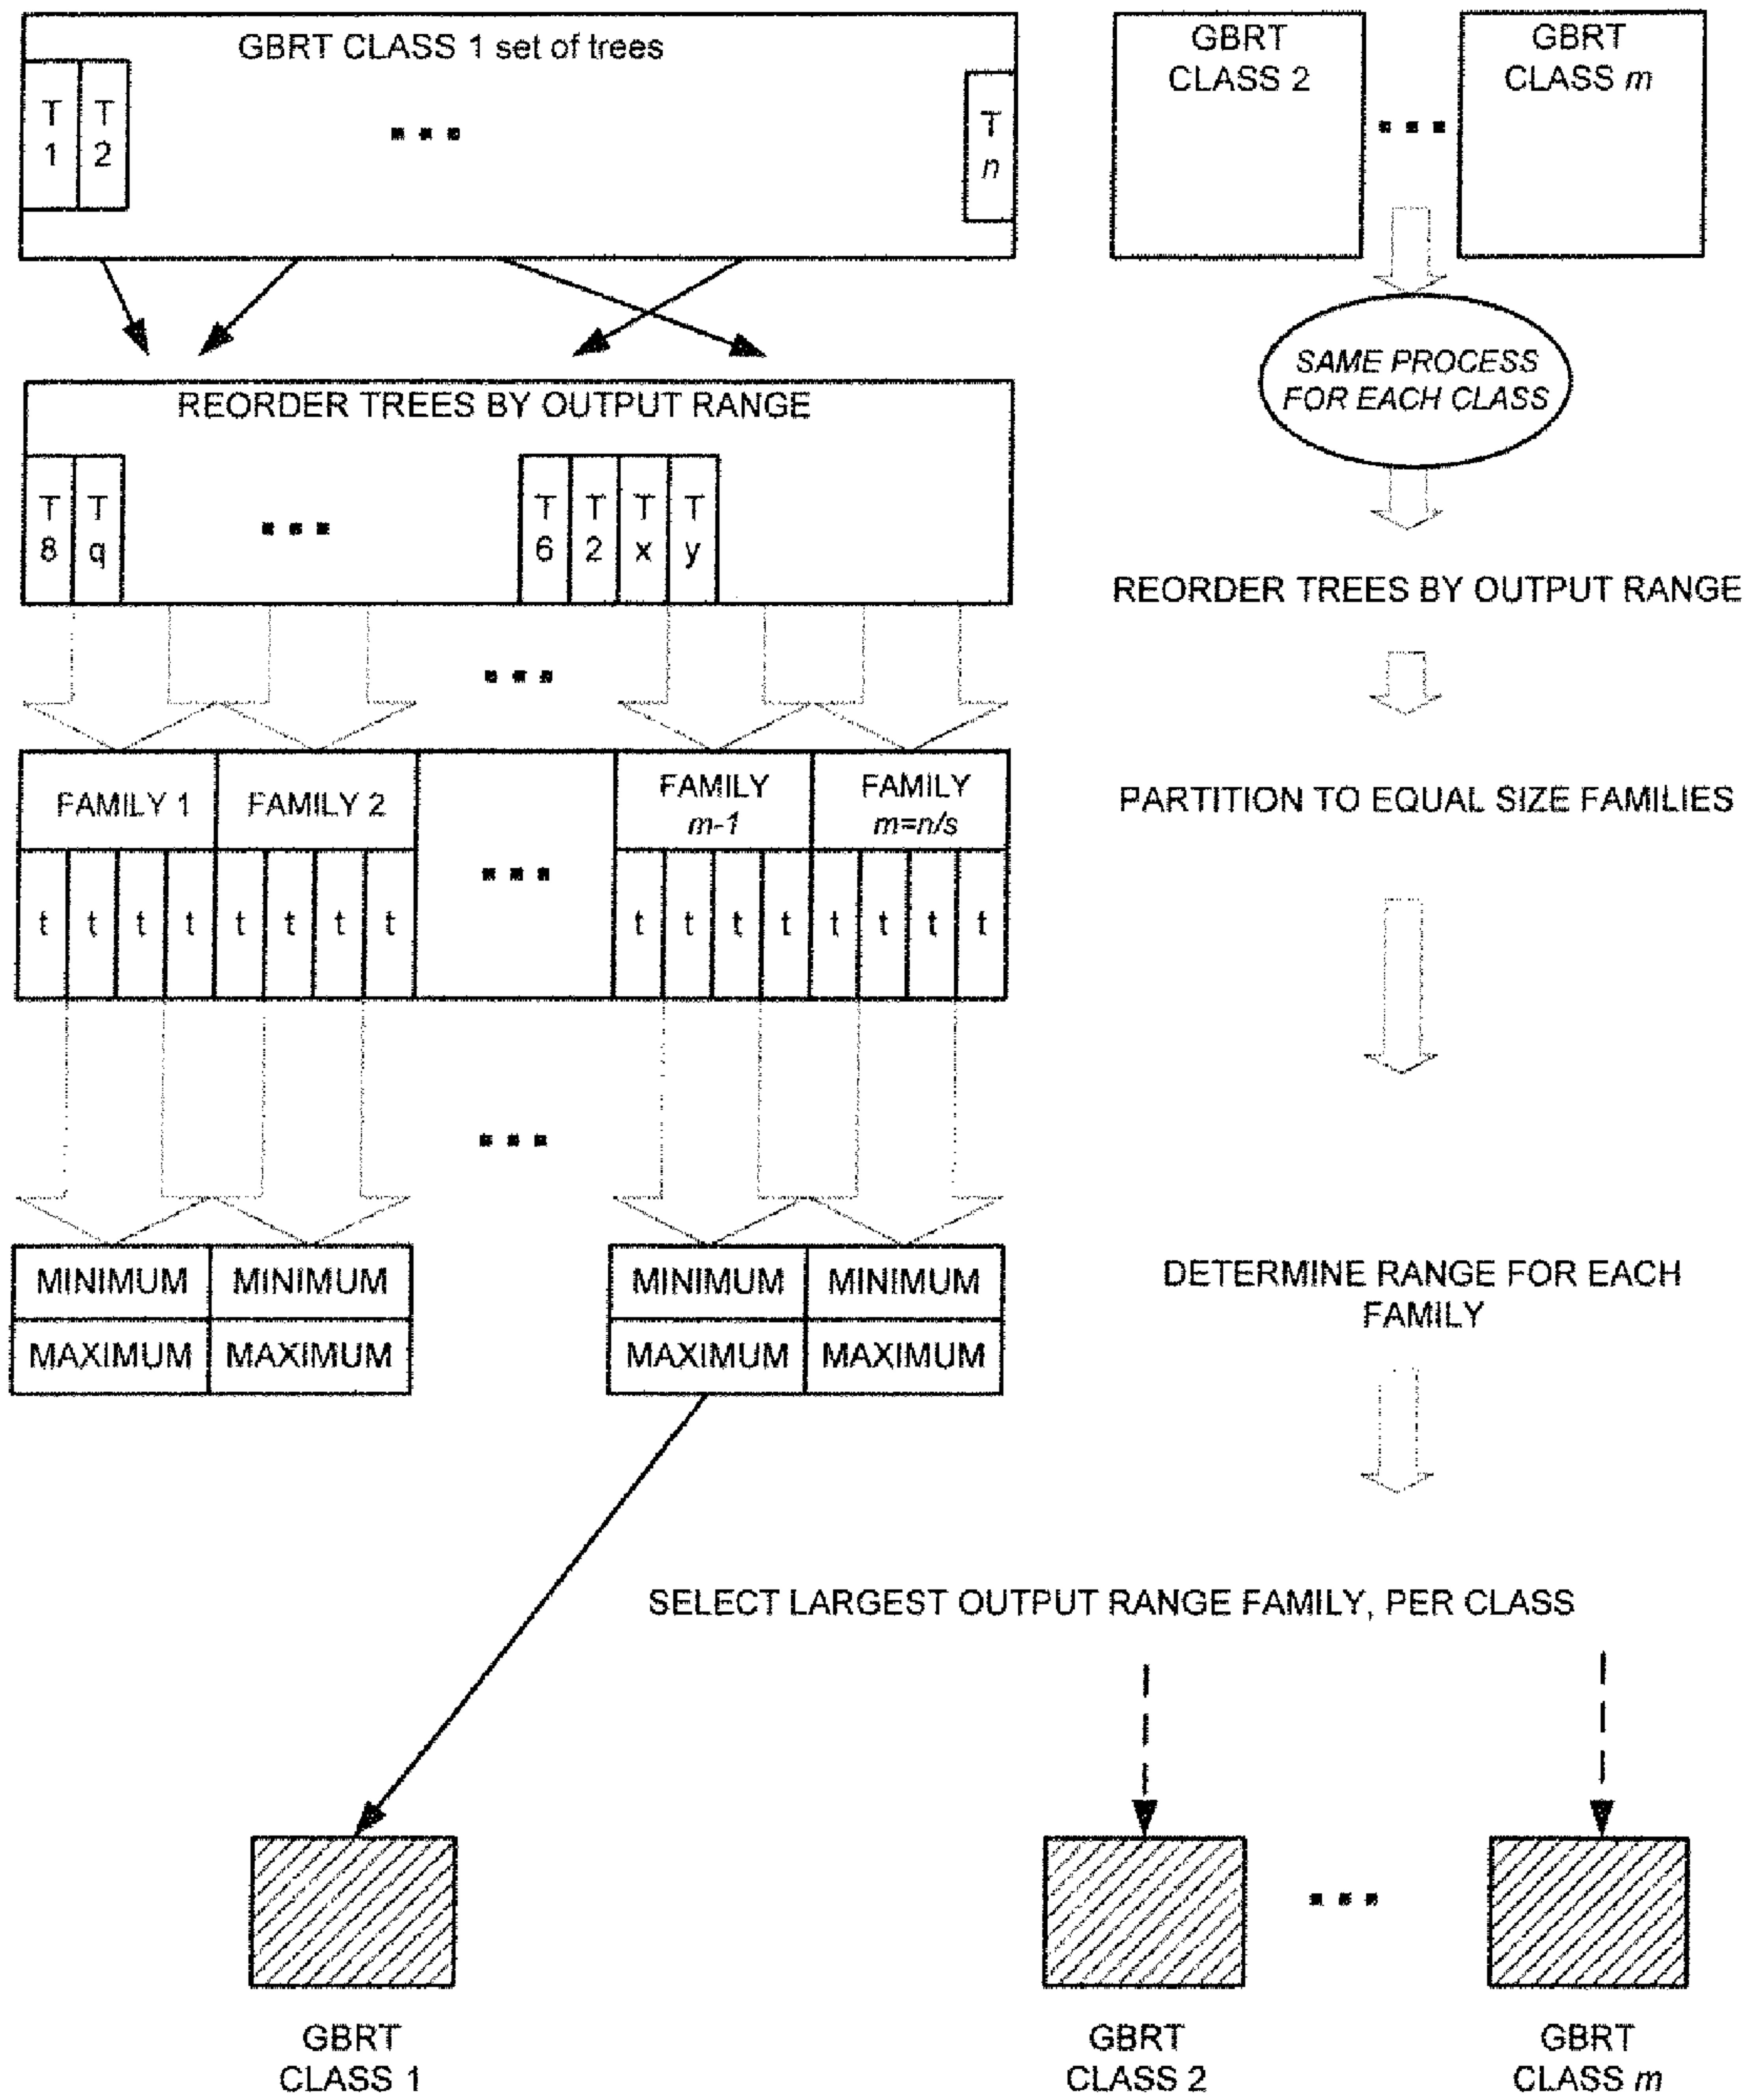 GBRT CLASS 1 set of trees
T 1
T 2
T n
GBRT
CLASS 2
GBRT
CLASS m
SAME PROCESS
FOR EACH CLASS
REORDER TREES BY OUTPUT RANGE
T 8
T q
T 6
T 2
T x
T y
REORDER TREES BY OUTPUT RANGE
FAMILY 1
FAMILY 2
FAMILY
m-1
FAMILY
m=n/s
PARTITION TO EQUAL SIZE FAMILIES
t t t t t t t t
t t t t t t t t
MINIMUM MINIMUM
MAXIMUM MAXIMUM
MINIMUM MINIMUM
MAXIMUM MAXIMUM
DETERMINE RANGE FOR EACH
FAMILY
SELECT LARGEST OUTPUT RANGE FAMILY, PER CLASS
GBRT
CLASS 1
GBRT
CLASS 2
GBRT
CLASS m